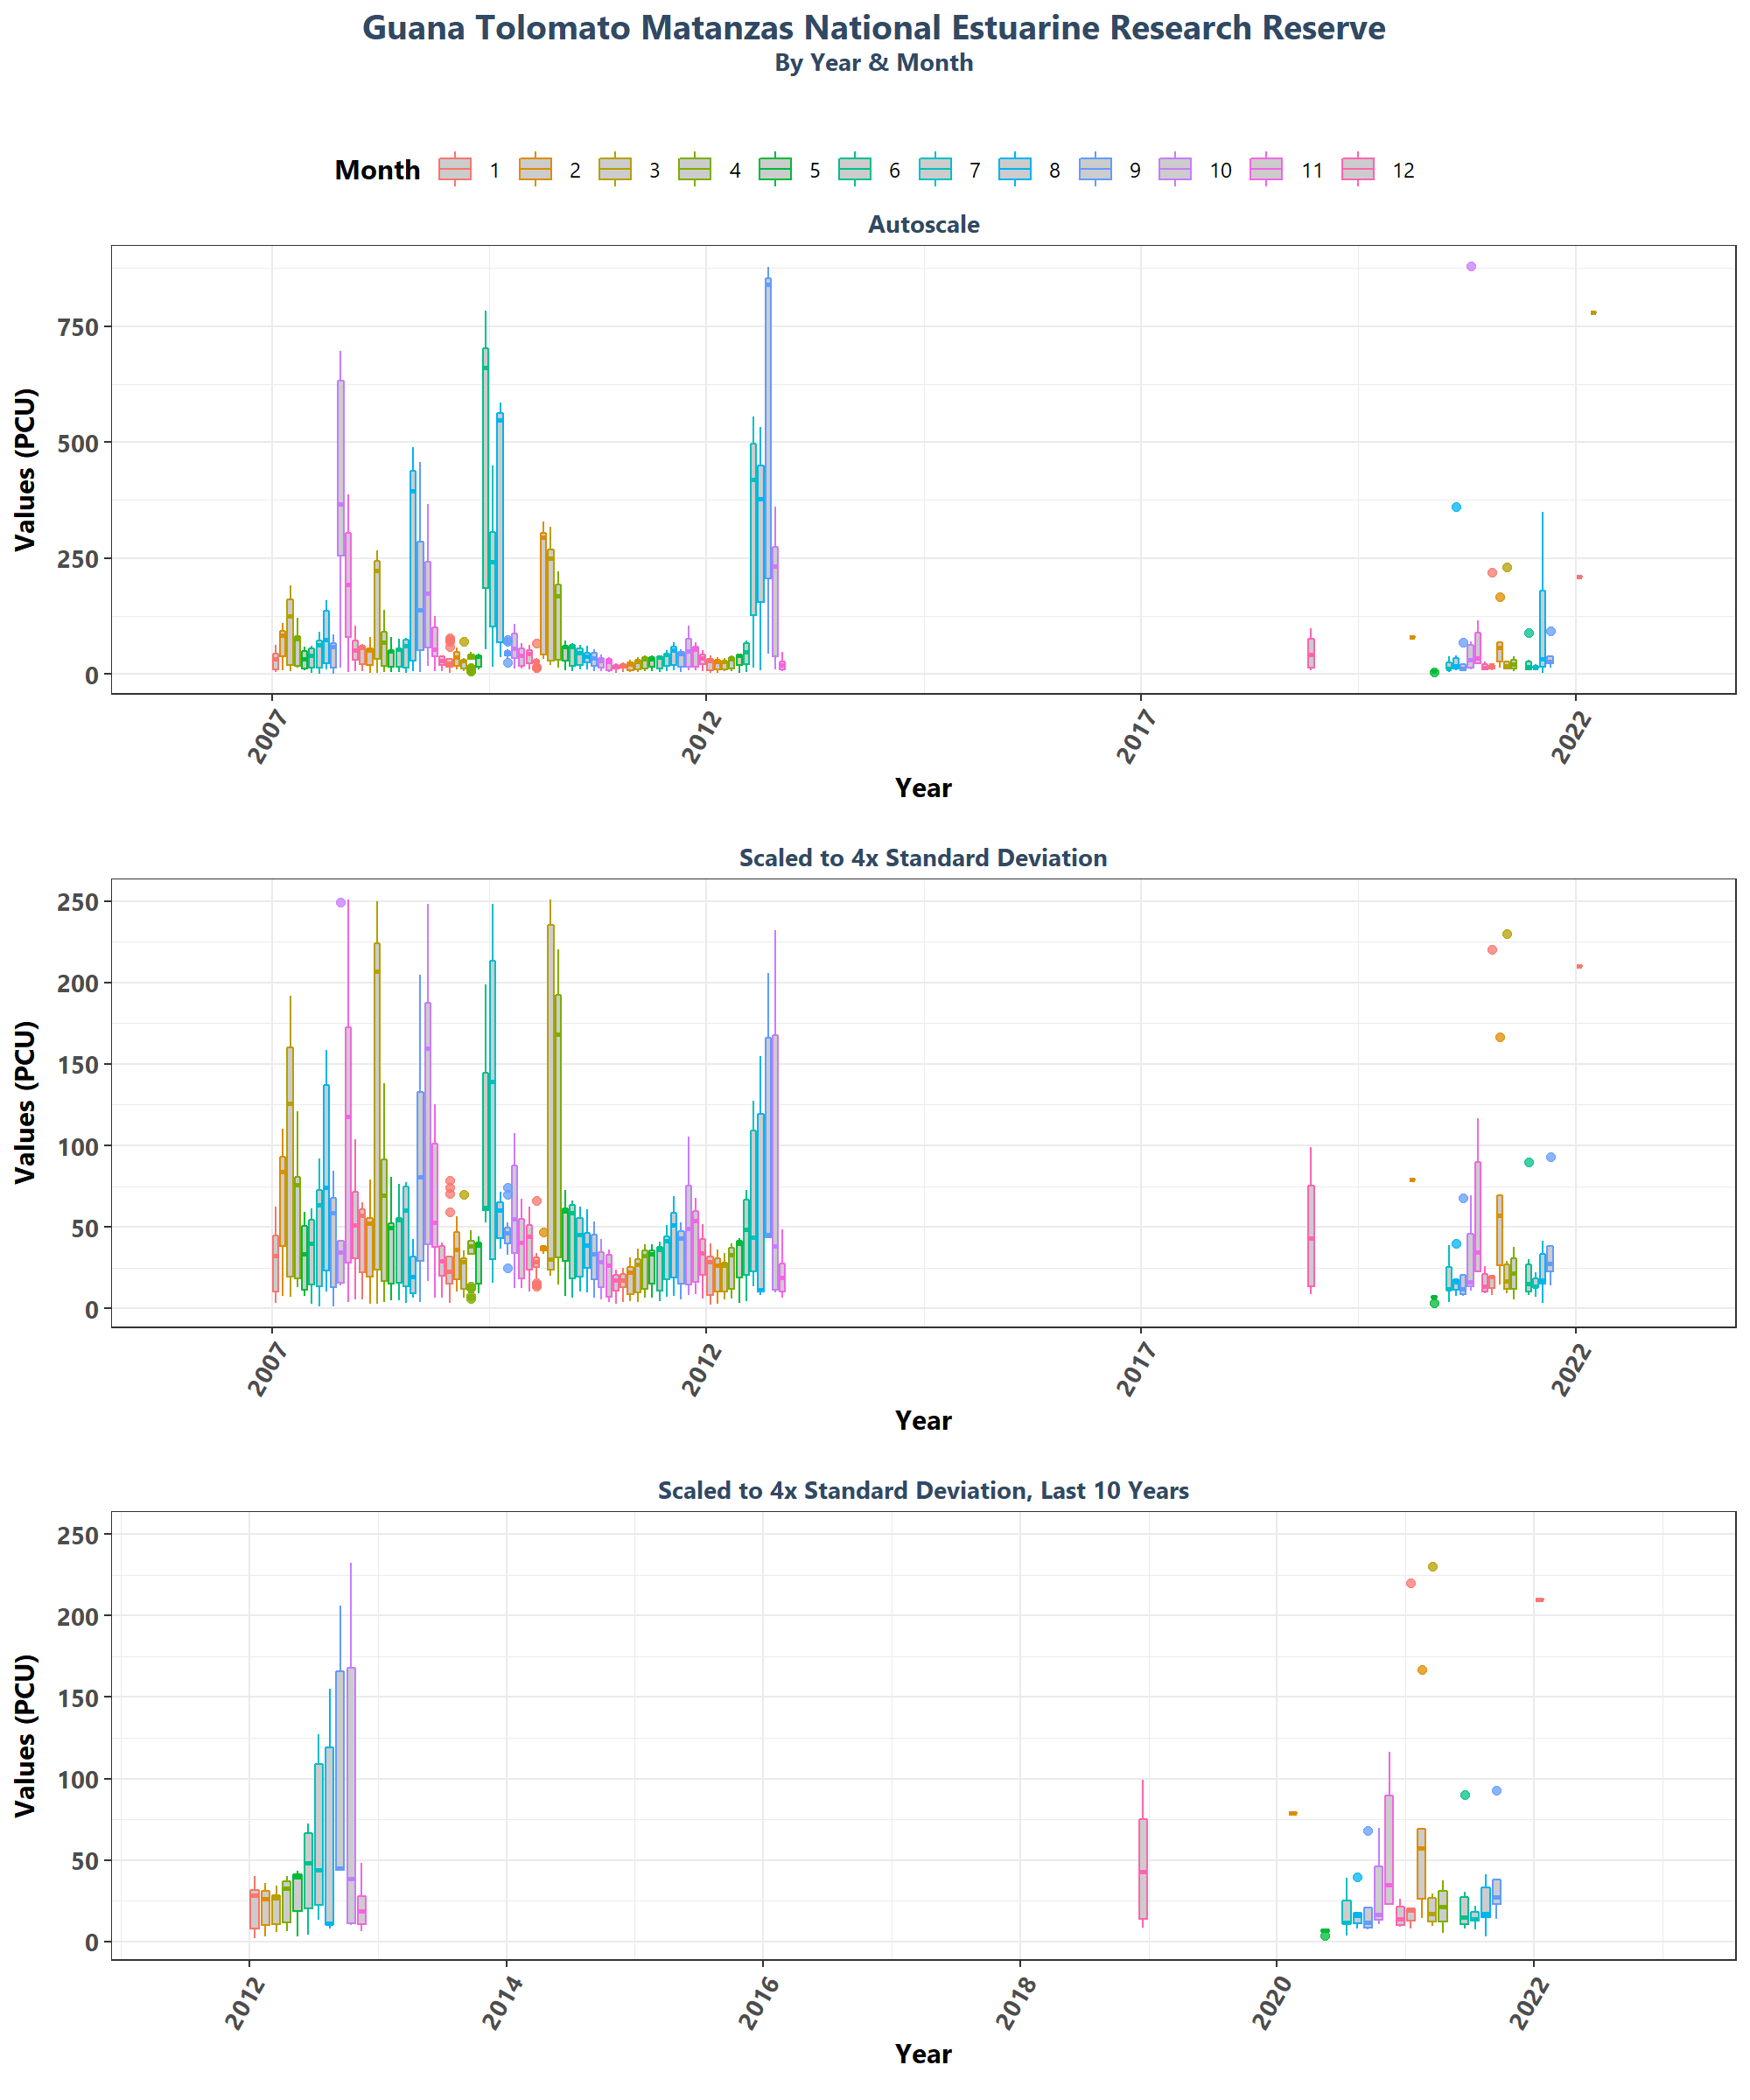 Guana Tolomato Matanzas National Estuarine Research Reserve
By Year & Month
Month 1 2 3 4 5 6 7 8 9 10 11 12
Autoscale
Values (PCU)
750
500
250
0
2007 2012 2017 2022
Year
Scaled to 4x Standard Deviation
Values (PCU)
250
200
150
100
50
0
2007 2012 2017 2022
Year
Scaled to 4x Standard Deviation, Last 10 Years
Values (PCU)
250
200
150
100
50
0
2012 2014 2016 2018 2020 2022
Year